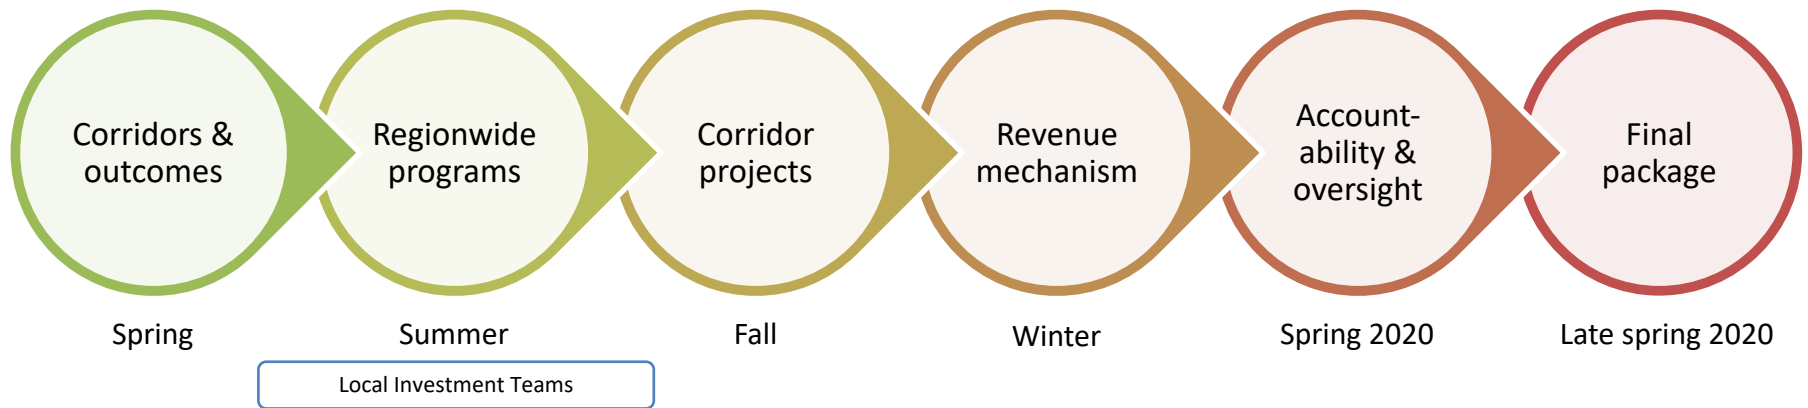 Corridors &
outcomes
Regionwide
programs
Corridor
projects
Revenue
mechanism
Account-
ability &
oversight
Final
package
Spring
Summer
Fall
Winter
Spring 2020
Late spring 2020
Local Investment Teams